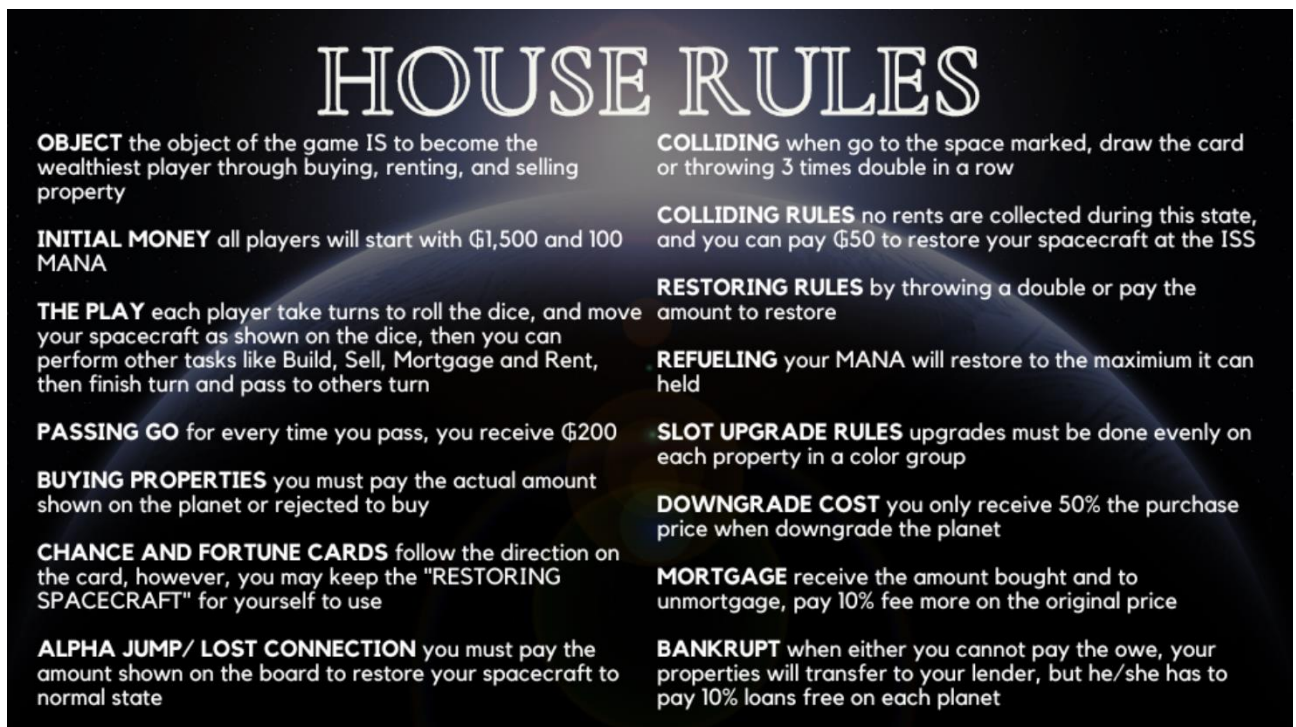 HOUSE RULES
OBJECT the object of the game IS to become the
wealthiest player through buying, renting, and selling
property
INITIAL MONEY all players will start with ₲1,500 and 100
MANA
THE PLAY each player take turns to roll the dice, and move
your spacecraft as shown on the dice, then you can
perform other tasks like Build, Sell, Mortgage and Rent,
then finish turn and pass to others turn
PASSING GO for every time you pass, you receive ₲200
BUYING PROPERTIES you must pay the actual amount
shown on the planet or rejected to buy
CHANCE AND FORTUNE CARDS follow the direction on
the card, however, you may keep the "RESTORING
SPACECRAFT" for yourself to use
ALPHA JUMP/ LOST CONNECTION you must pay the
amount shown on the board to restore your spacecraft to
normal state
COLLIDING when go to the space marked, draw the card
or throwing 3 times double in a row
COLLIDING RULES no rents are collected during this state,
and you can pay ₲50 to restore your spacecraft at the ISS
RESTORING RULES by throwing a double or pay the
amount to restore
REFUELING your MANA will restore to the maximium it can
held
SLOT UPGRADE RULES upgrades must be done evenly on
each property in a color group
DOWNGRADE COST you only receive 50% the purchase
price when downgrade the planet
MORTGAGE receive the amount bought and to
unmortgage, pay 10% fee more on the original price
BANKRUPT when either you cannot pay the owe, your
properties will transfer to your lender, but he/she has to
pay 10% loans free on each planet